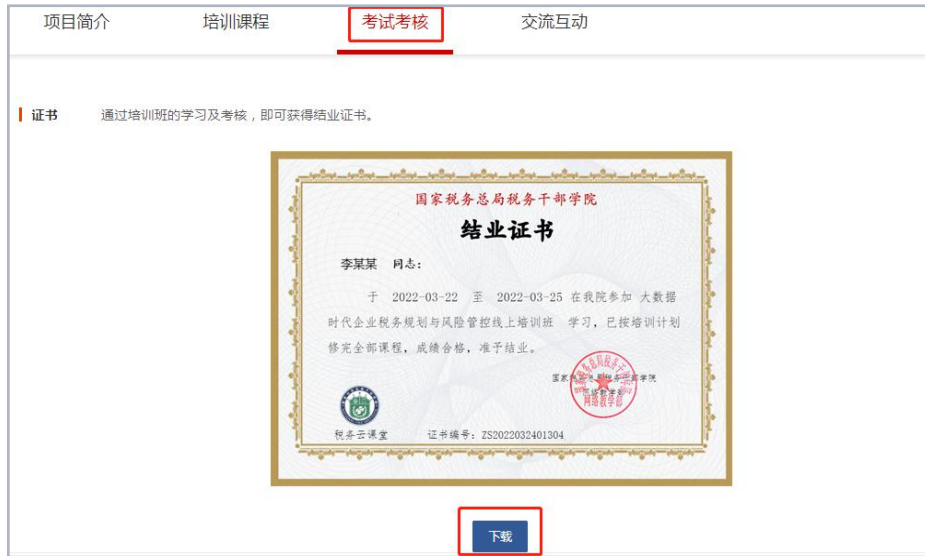 项目简介 培训课程 考试考核 交流互动
证书 通过培训班的学习及考核，即可获得结业证书。
国家税务总局税务干部学院
结业证书
李某某 同志：
于 2022-03-22 至 2022-03-25 在我院参加 大数据
时代企业税务规划与风险管控线上培训班 学习，已按培训计划
修完全部课程，成绩合格，准予结业。
网络教学部
税务云课堂 证书编号：ZS2022032401304
下载